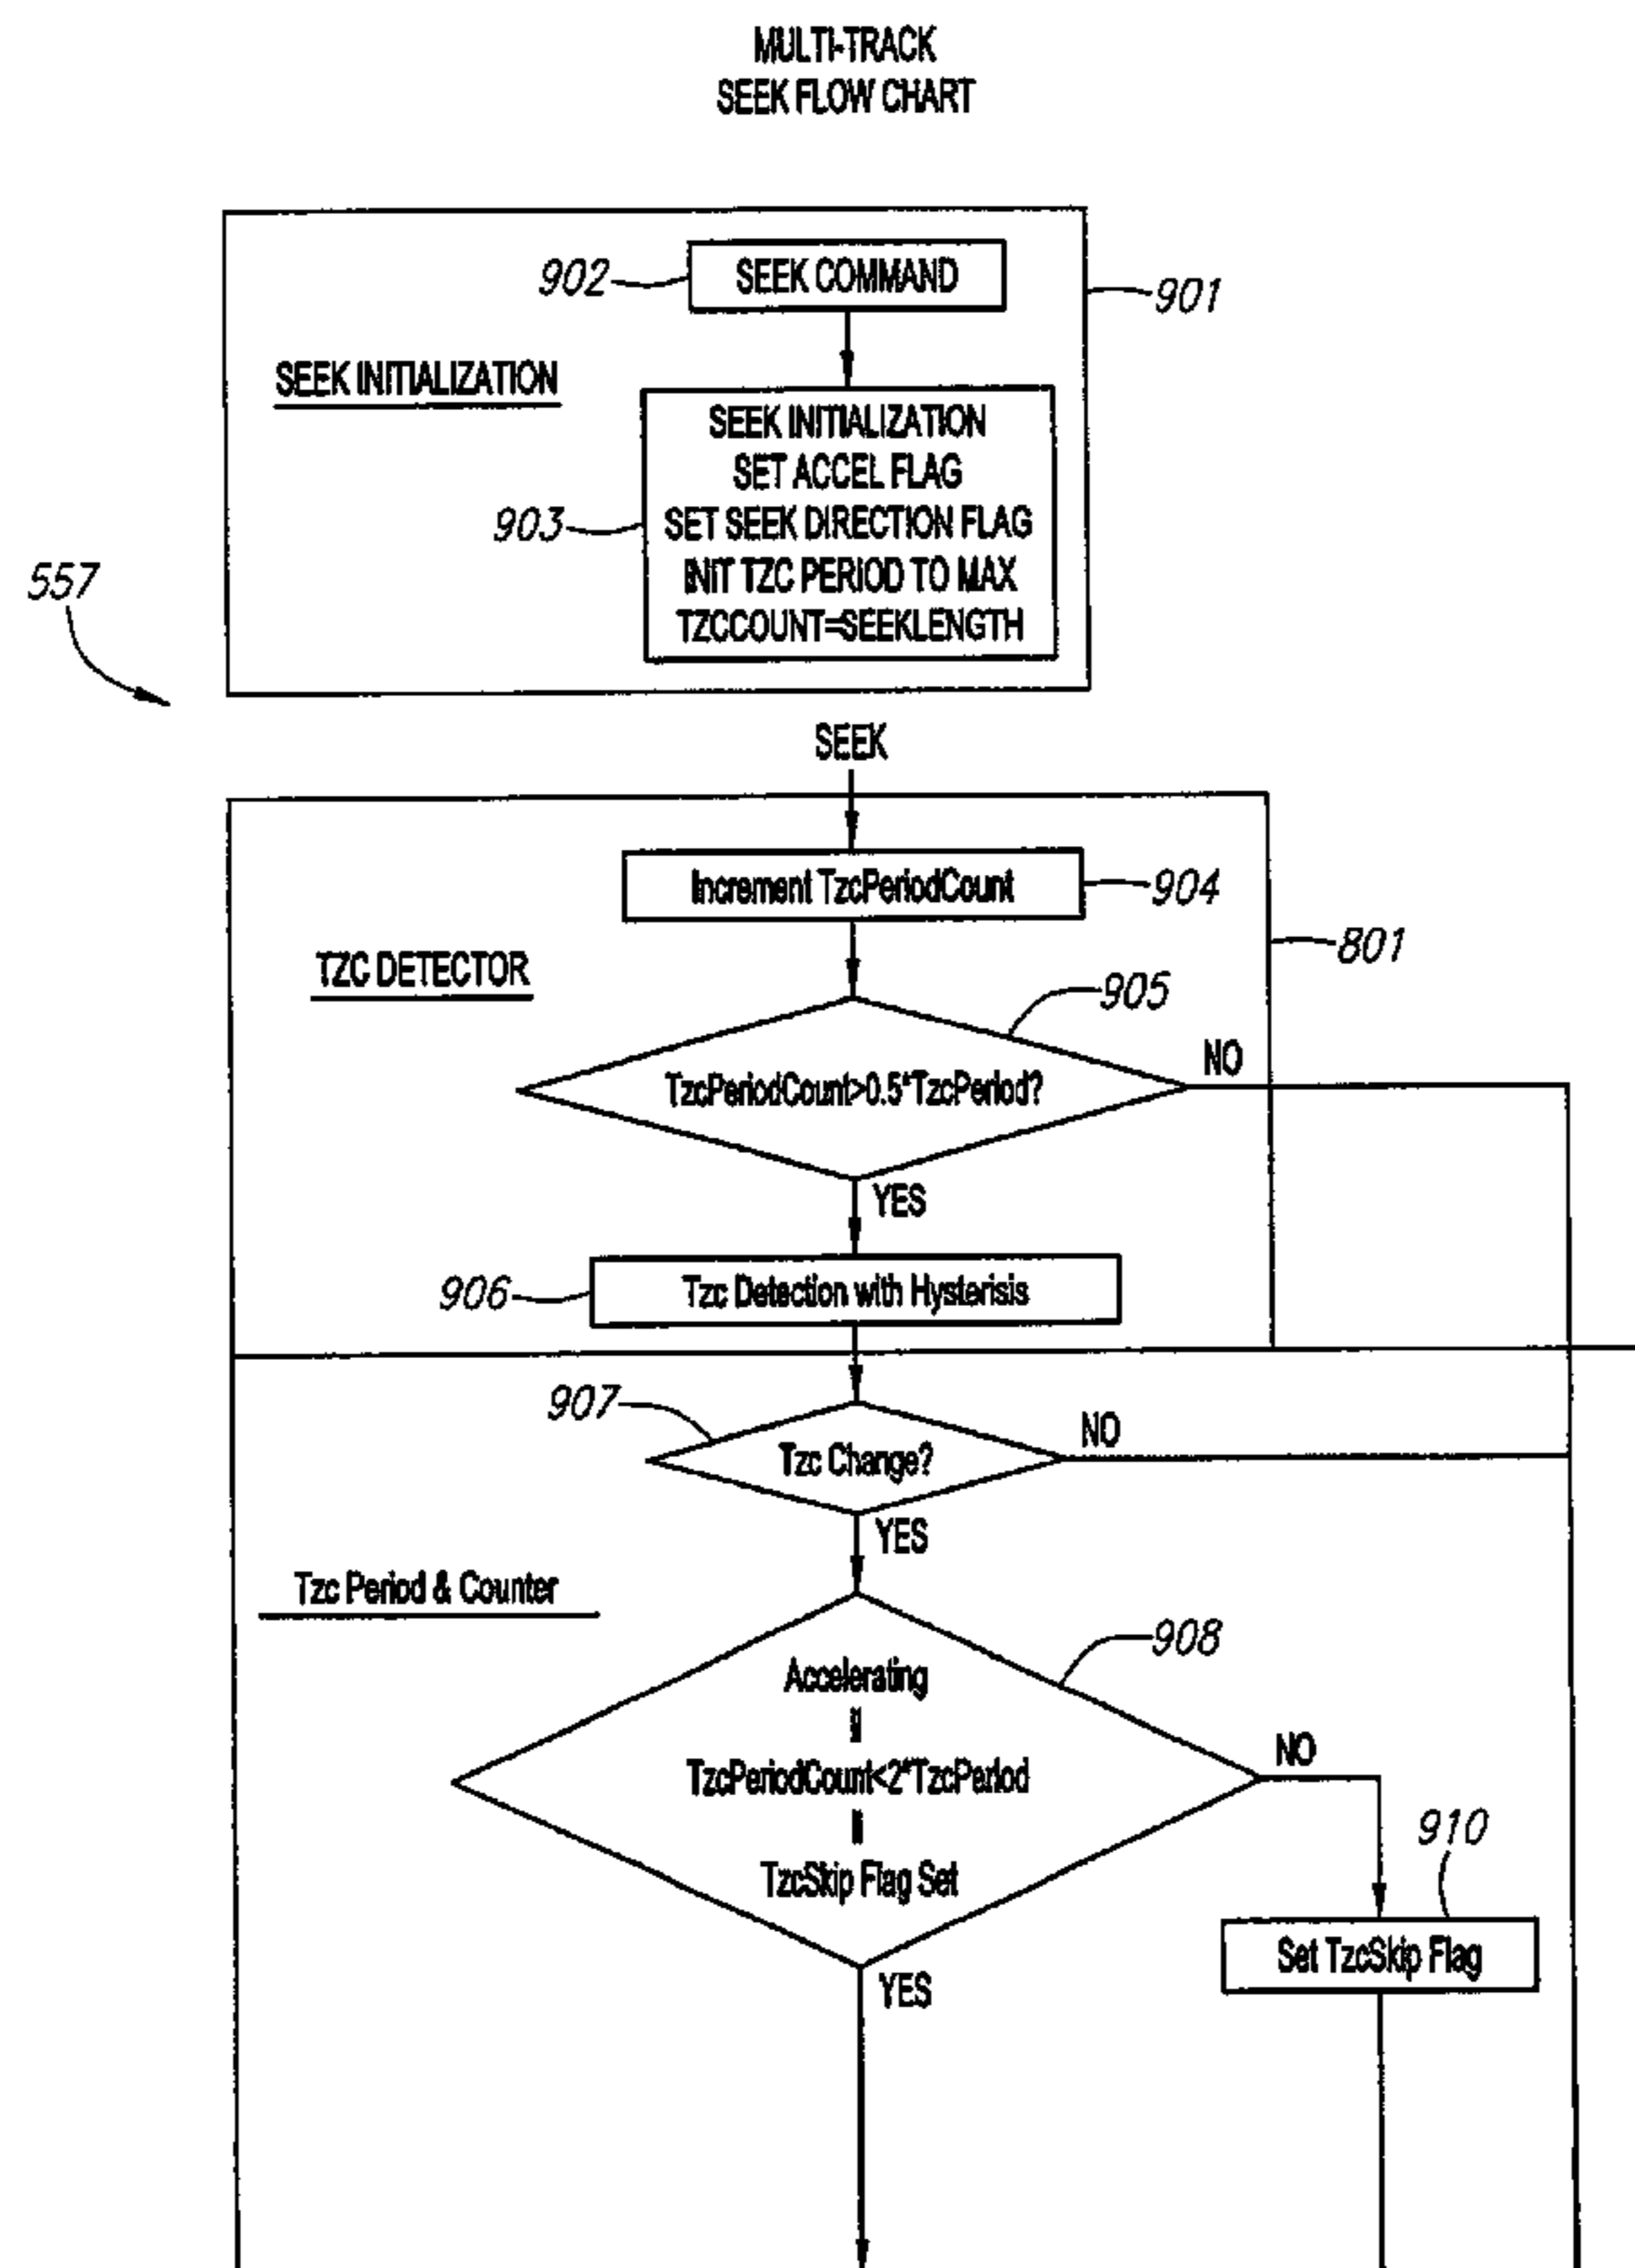 MULTI-TRACK
SEEK FLOW CHART
902
SEEK COMMAND
901
SEEK INITIALIZATION
SEEK INITIALIZATION
SET ACCEL FLAG
903
SET SEEK DIRECTION FLAG
INIT TZC PERIOD TO MAX
TZCCOUNT=SEEKLENGTH
557
SEEK
Increment TzcPeriodCount
904
801
TZC DETECTOR
905
NO
TzcPeriodCount>0.5*TzcPeriod?
YES
906
Tzc Detection with Hysterisis
907
NO
Tzc Change?
YES
Tzc Period & Counter
908
Accelerating
||
NO
TzcPeriodCount<2*TzcPeriod
||
910
TzcSkip Flag Set
Set TzcSkip Flag
YES